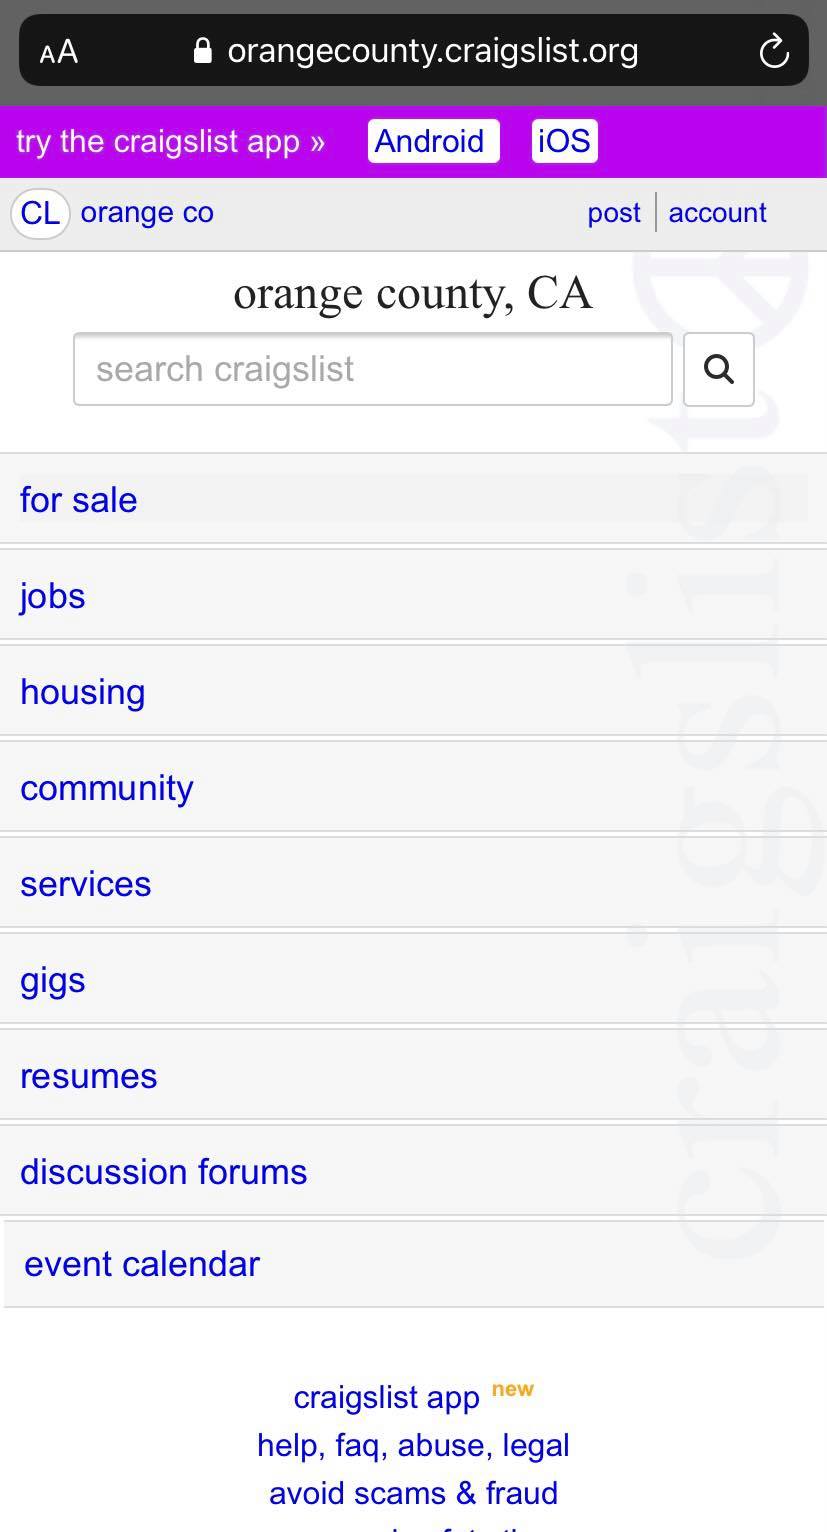 AA orangecounty.craigslist.org
try the craigslist app » Android iOS
CL orange co post account
orange county, CA
search craigslist
for sale
jobs
housing
community
services
gigs
resumes
discussion forums
event calendar
craigslist
craigslist app new
help, faq, abuse, legal
avoid scams & fraud